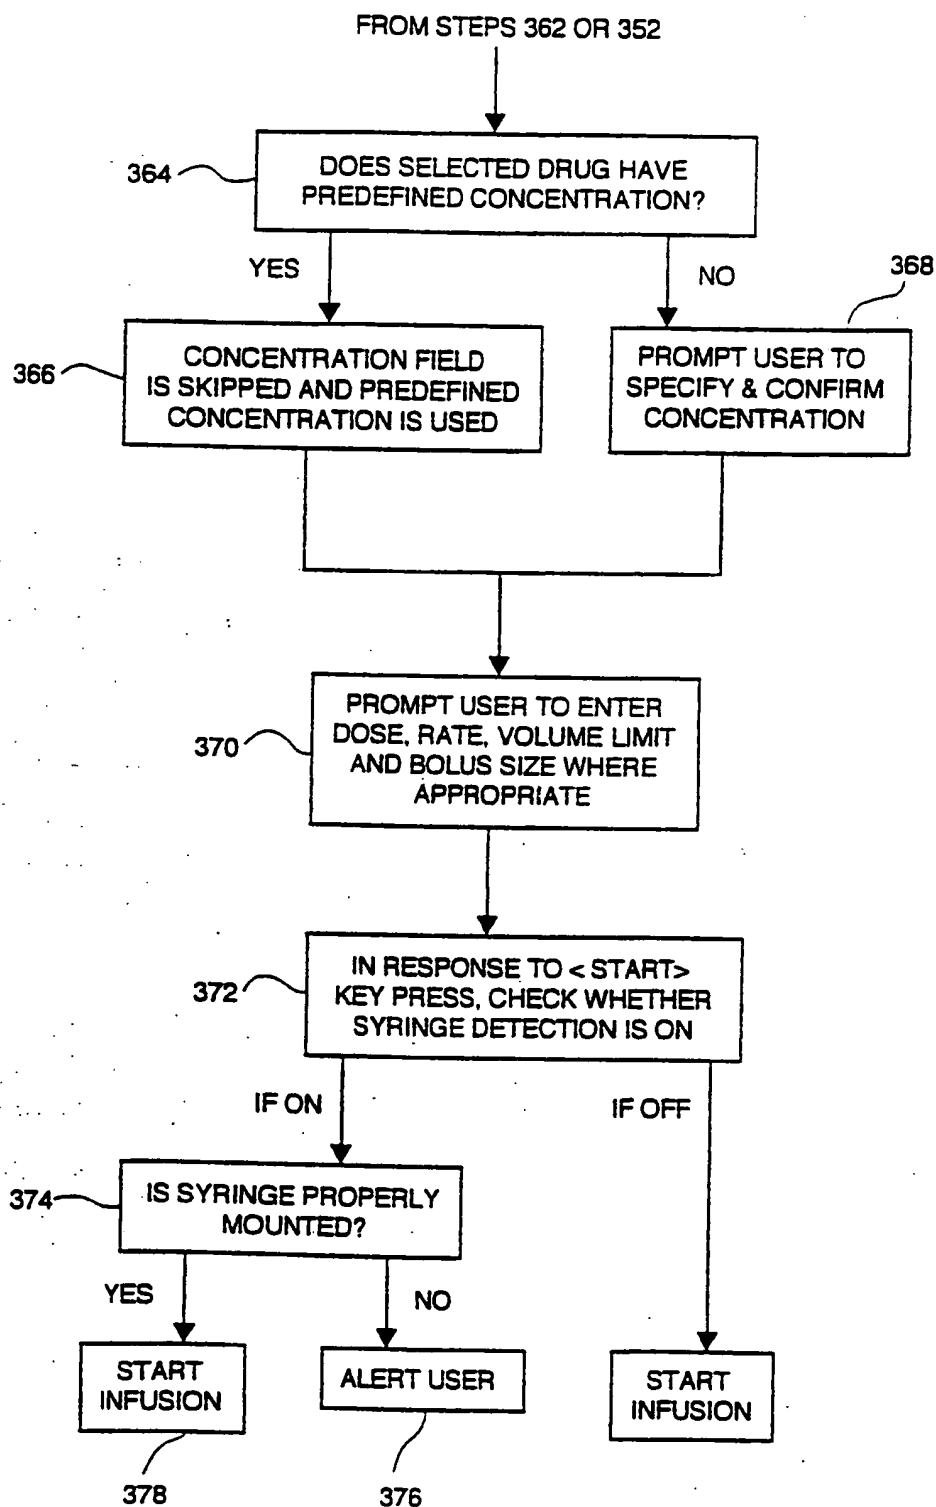 FROM STEPS 362 OR 352
364
DOES SELECTED DRUG HAVE
PREDEFINED CONCENTRATION?
YES
NO
368
366
CONCENTRATION FIELD
IS SKIPPED AND PREDEFINED
CONCENTRATION IS USED
PROMPT USER TO
SPECIFY & CONFIRM
CONCENTRATION
370
PROMPT USER TO ENTER
DOSE, RATE, VOLUME LIMIT
AND BOLUS SIZE WHERE
APPROPRIATE
372
IN RESPONSE TO < START>
KEY PRESS, CHECK WHETHER
SYRINGE DETECTION IS ON
IF ON
IF OFF
374
IS SYRINGE PROPERLY
MOUNTED?
YES
NO
START
INFUSION
ALERT USER
START
INFUSION
378
376